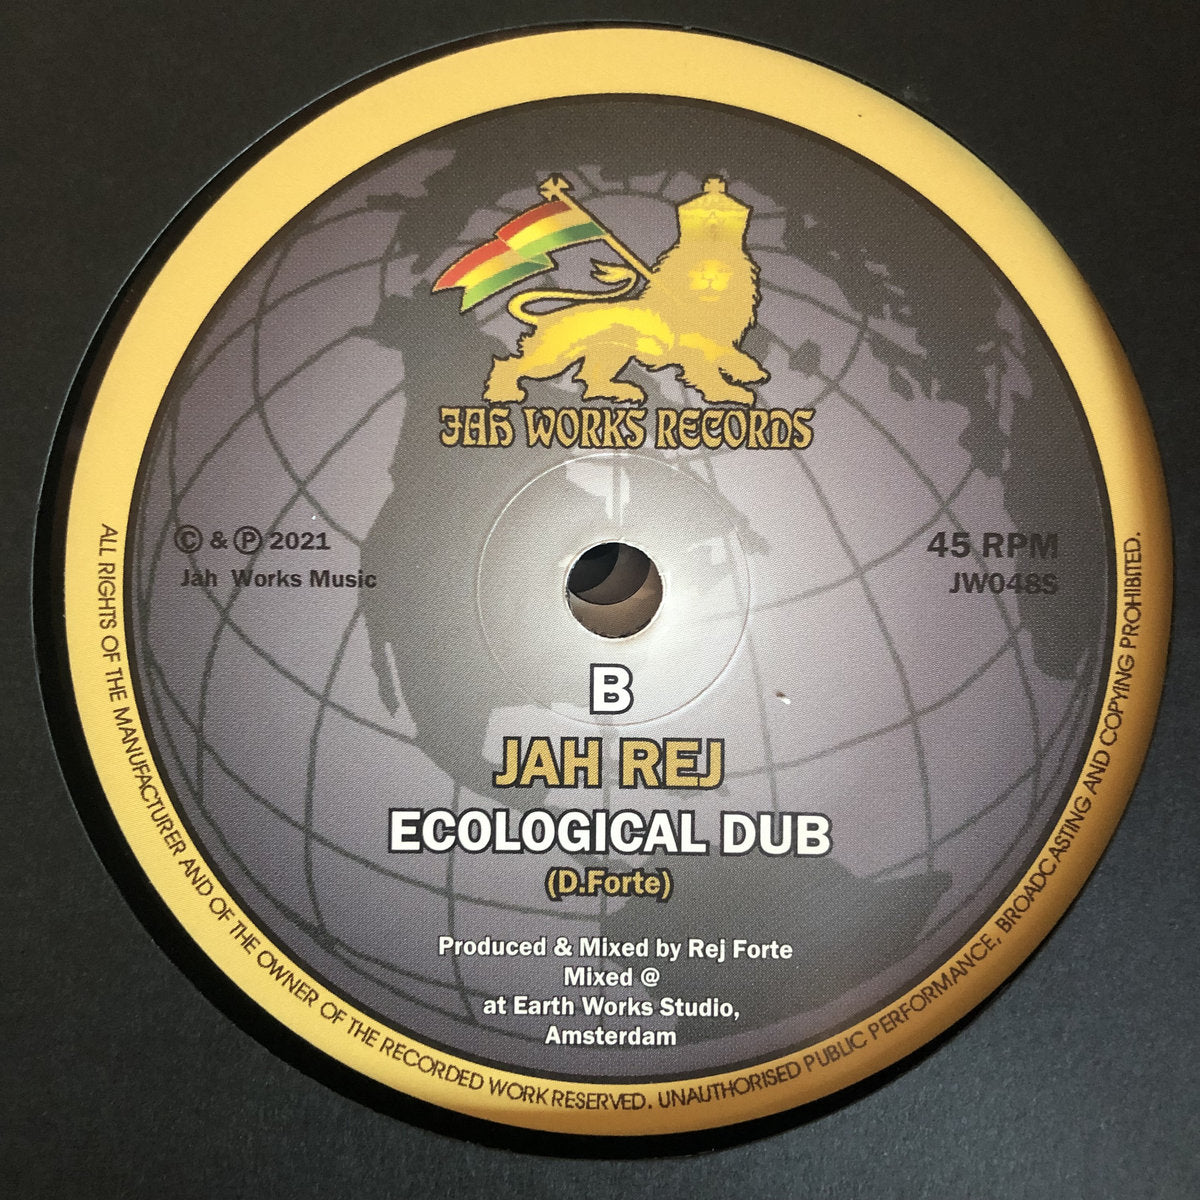 JAH WORKS RECORDS
Ⓒ & Ⓟ 2021
Jah Works Music
45 RPM
JW048S
B
JAH REJ
ECOLOGICAL DUB
(D.Forte)
Produced & Mixed by Rej Forte
Mixed @
at Earth Works Studio,
Amsterdam
ALL RIGHTS OF THE MANUFACTURER AND OF THE OWNER OF THE RECORDED WORK RESERVED. UNAUTHORISED PUBLIC PERFORMANCE, BROADCASTING AND COPYING PROHIBITED.